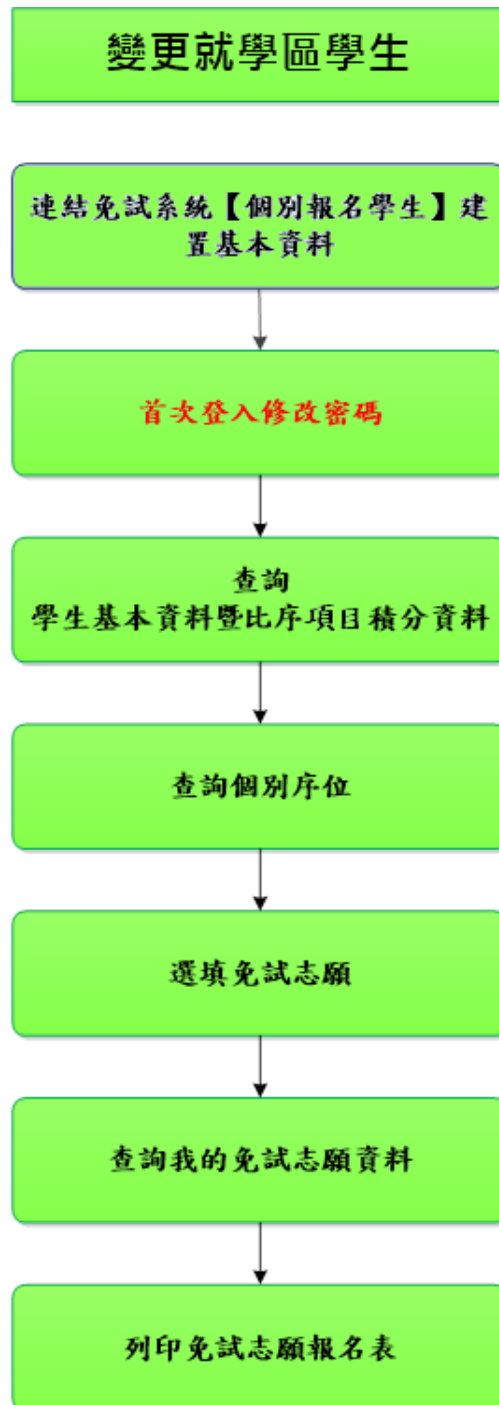 變更就學區學生
連結免試系統【個別報名學生】建
置基本資料
首次登入修改密碼
查詢
學生基本資料暨比序項目積分資料
查詢個別序位
選填免試志願
查詢我的免試志願資料
列印免試志願報名表